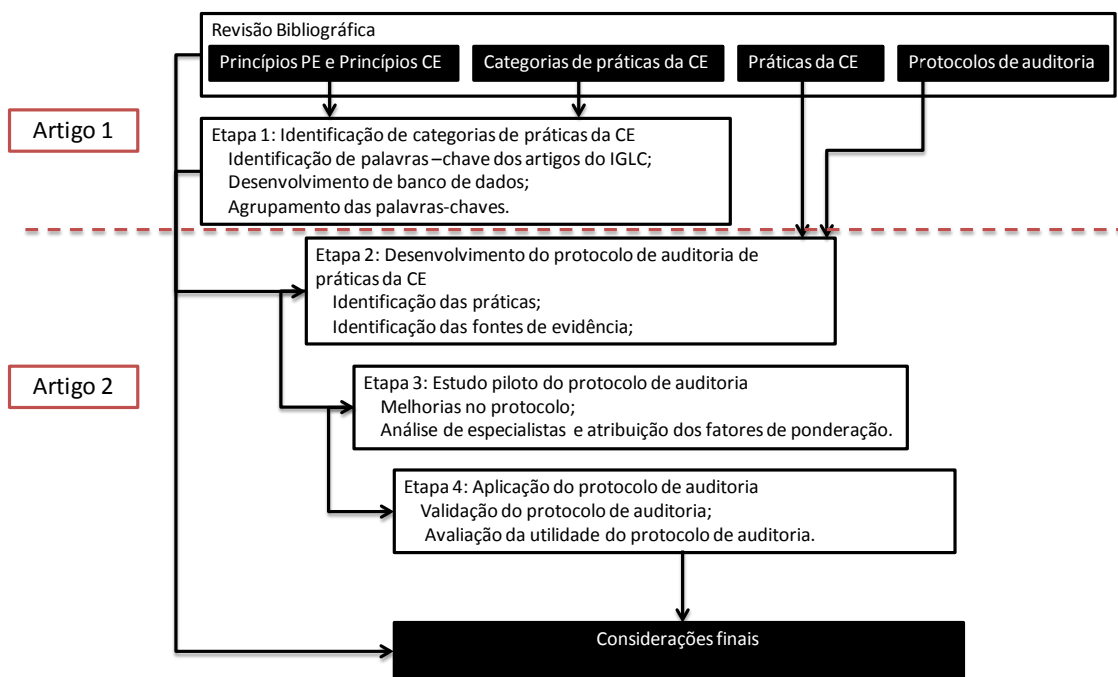 Revisão Bibliográfica
Princípios PE e Princípios CE
Categorias de práticas da CE
Práticas da CE
Protocolos de auditoria
Artigo 1
Etapa 1: Identificação de categorias de práticas da CE
Identificação de palavras –chave dos artigos do IGLC;
Desenvolvimento de banco de dados;
Agrupamento das palavras-chaves.
Etapa 2: Desenvolvimento do protocolo de auditoria de
práticas da CE
Identificação das práticas;
Identificação das fontes de evidência;
Artigo 2
Etapa 3: Estudo piloto do protocolo de auditoria
Melhorias no protocolo;
Análise de especialistas e atribuição dos fatores de ponderação.
Etapa 4: Aplicação do protocolo de auditoria
Validação do protocolo de auditoria;
Avaliação da utilidade do protocolo de auditoria.
Considerações finais